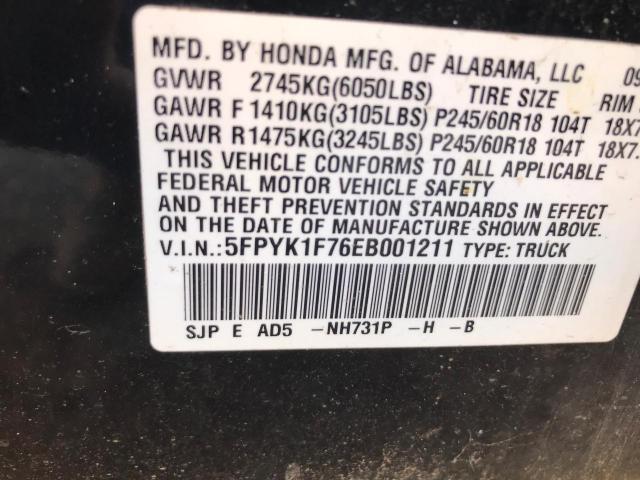 MFD. BY HONDA MFG. OF ALABAMA, LLC 09
GVWR 2745KG(6050LBS) TIRE SIZE RIM
GAWR F 1410KG(3105LBS) P245/60R18 104T 18X7
GAWR R 1475KG(3245LBS) P245/60R18 104T 18X7.
THIS VEHICLE CONFORMS TO ALL APPLICABLE
FEDERAL MOTOR VEHICLE SAFETY
AND THEFT PREVENTION STANDARDS IN EFFECT
ON THE DATE OF MANUFACTURE SHOWN ABOVE.
V.I.N.: 5FPYK1F76EB001211 TYPE: TRUCK
SJP E AD5 -NH731P -H -B